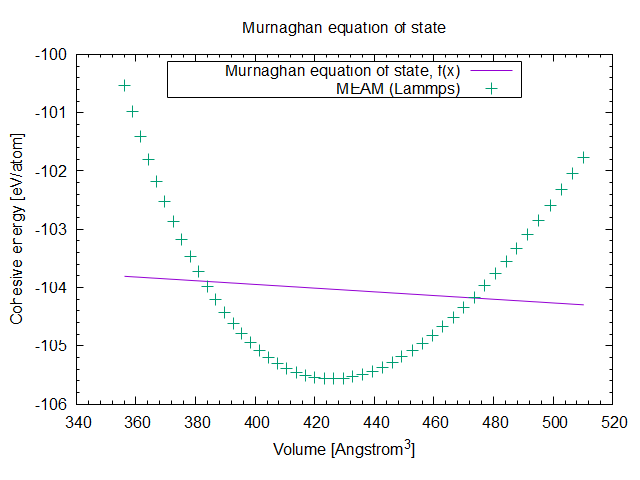 Murnaghan equation of state
Murnaghan equation of state, f(x)
MEAM (Lammps)
Cohesive energy [eV/atom]
-100
-101
-102
-103
-104
-105
-106
340 360 380 400 420 440 460 480 500 520
Volume [Angstrom³]